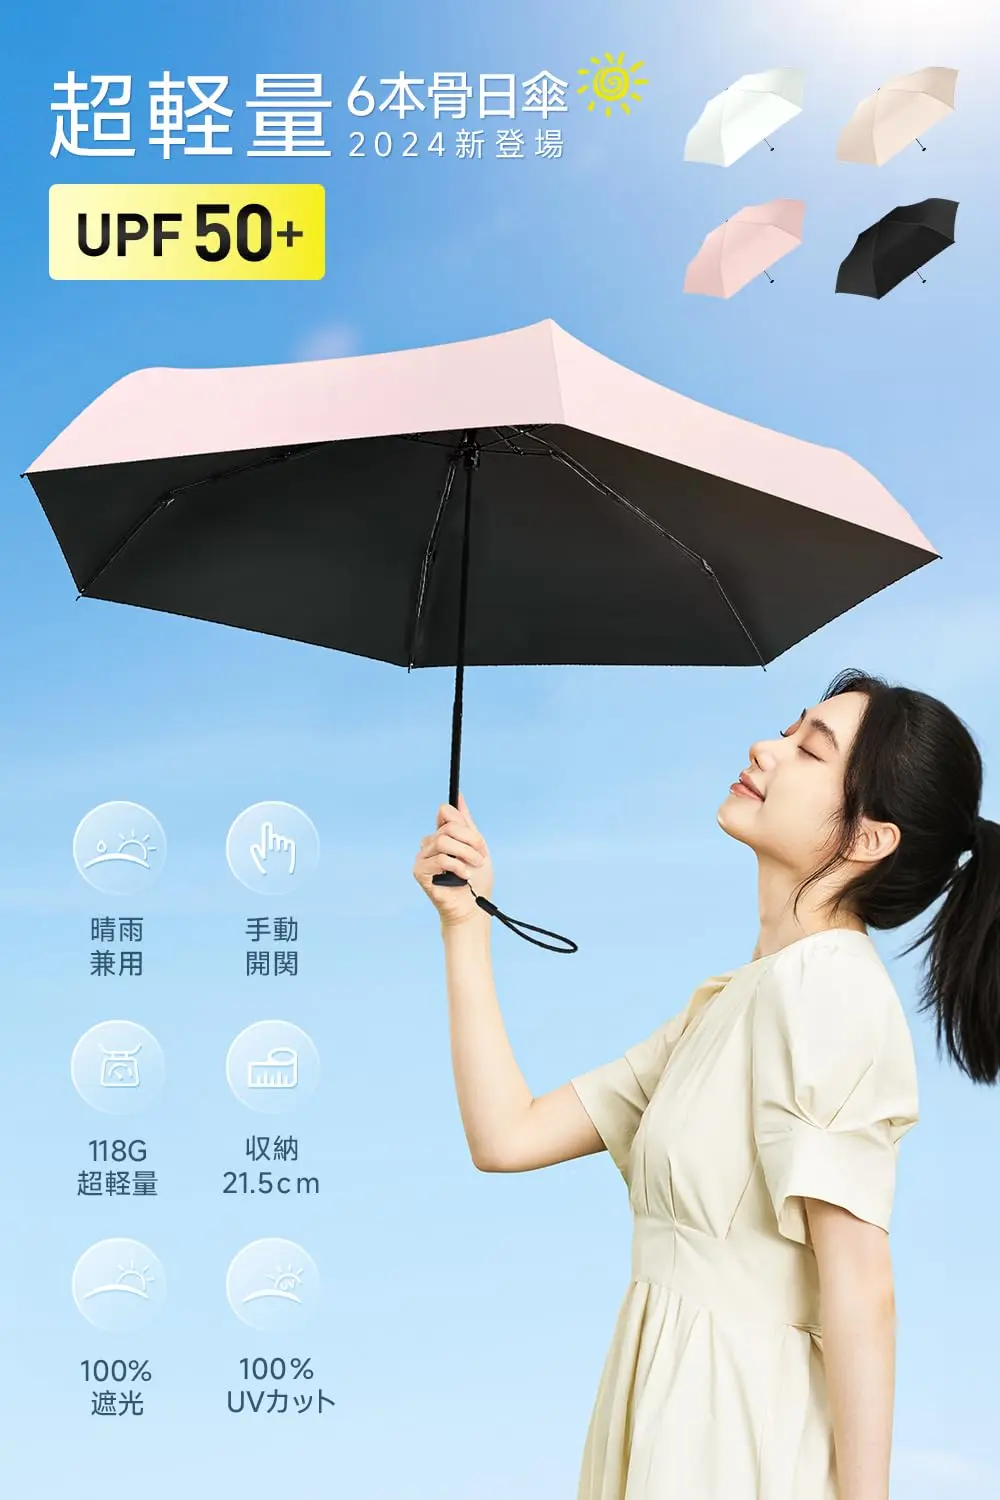 超軽量
6本骨日傘
2024新登場
UPF 50+
晴雨
兼用
手動
開関
118G
超軽量
収納
21.5cm
100%
遮光
100%
UVカット